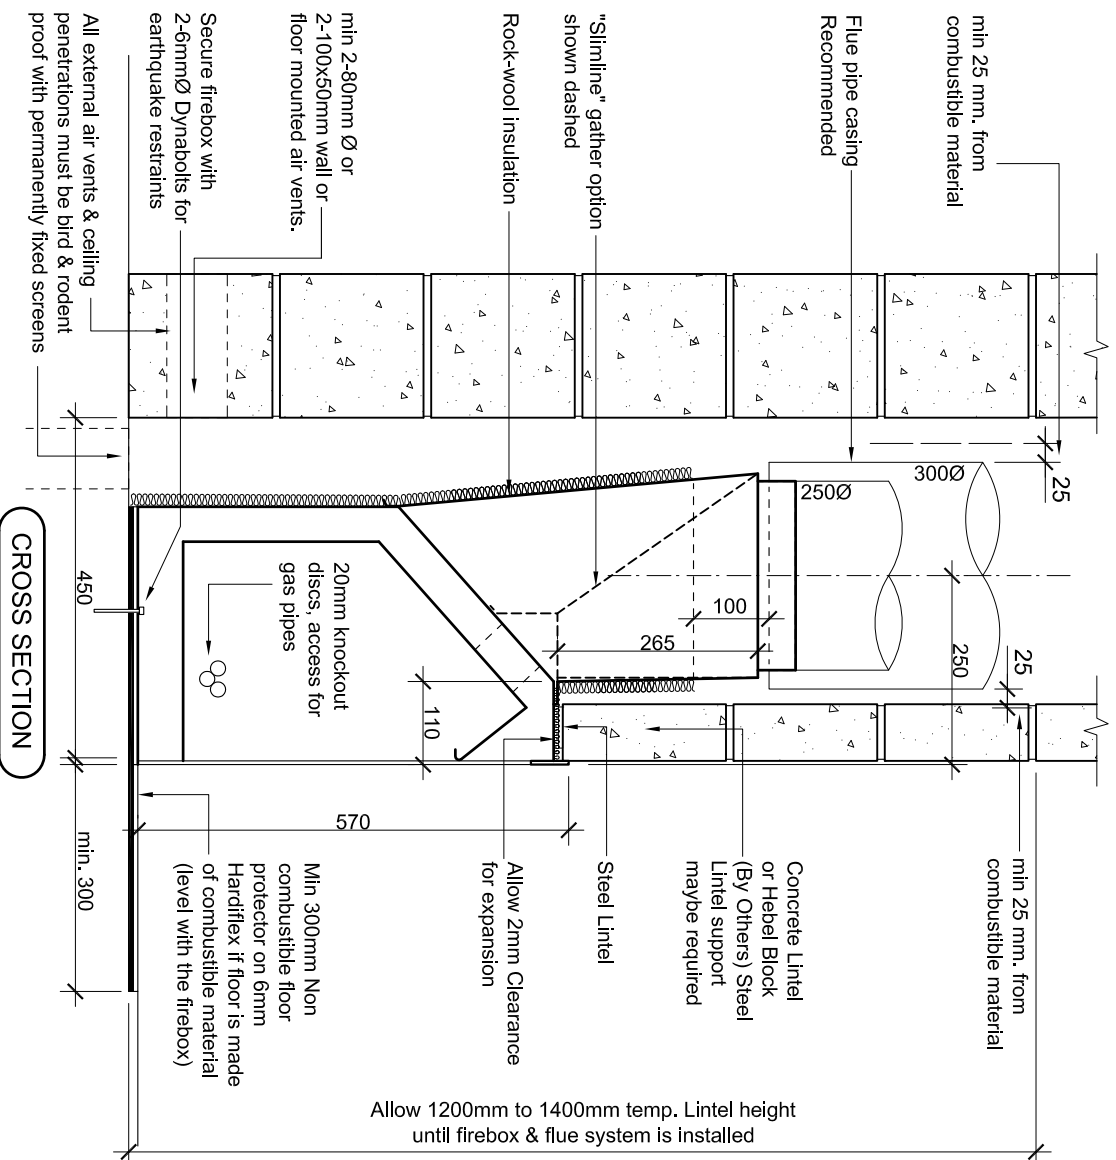 min 25 mm. from
combustible material
Flue pipe casing
Recommended
"Slimline" gather option
shown dashed
Rock-wool insulation
min 2-80mm Ø or
2-100x50mm wall or
floor mounted air vents.
Secure firebox with
2-6mmØ Dynabolts for
earthquake restraints
All external air vents & ceiling
penetrations must be bird & rodent
proof with permanently fixed screens
25
300Ø
250Ø
100
265
250
25
20mm knockout
discs, access for
gas pipes
110
450
570
min. 300
min 25 mm. from
combustible material
Concrete Lintel
or Hebel Block
(By Others) Steel
Lintel support
maybe required
Steel Lintel
Allow 2mm Clearance
for expansion
Min 300mm Non
combustible floor
protector on 6mm
Hardiflex if floor is made
of combustible material
(level with the firebox)
Allow 1200mm to 1400mm temp. Lintel height
until firebox & flue system is installed
CROSS SECTION